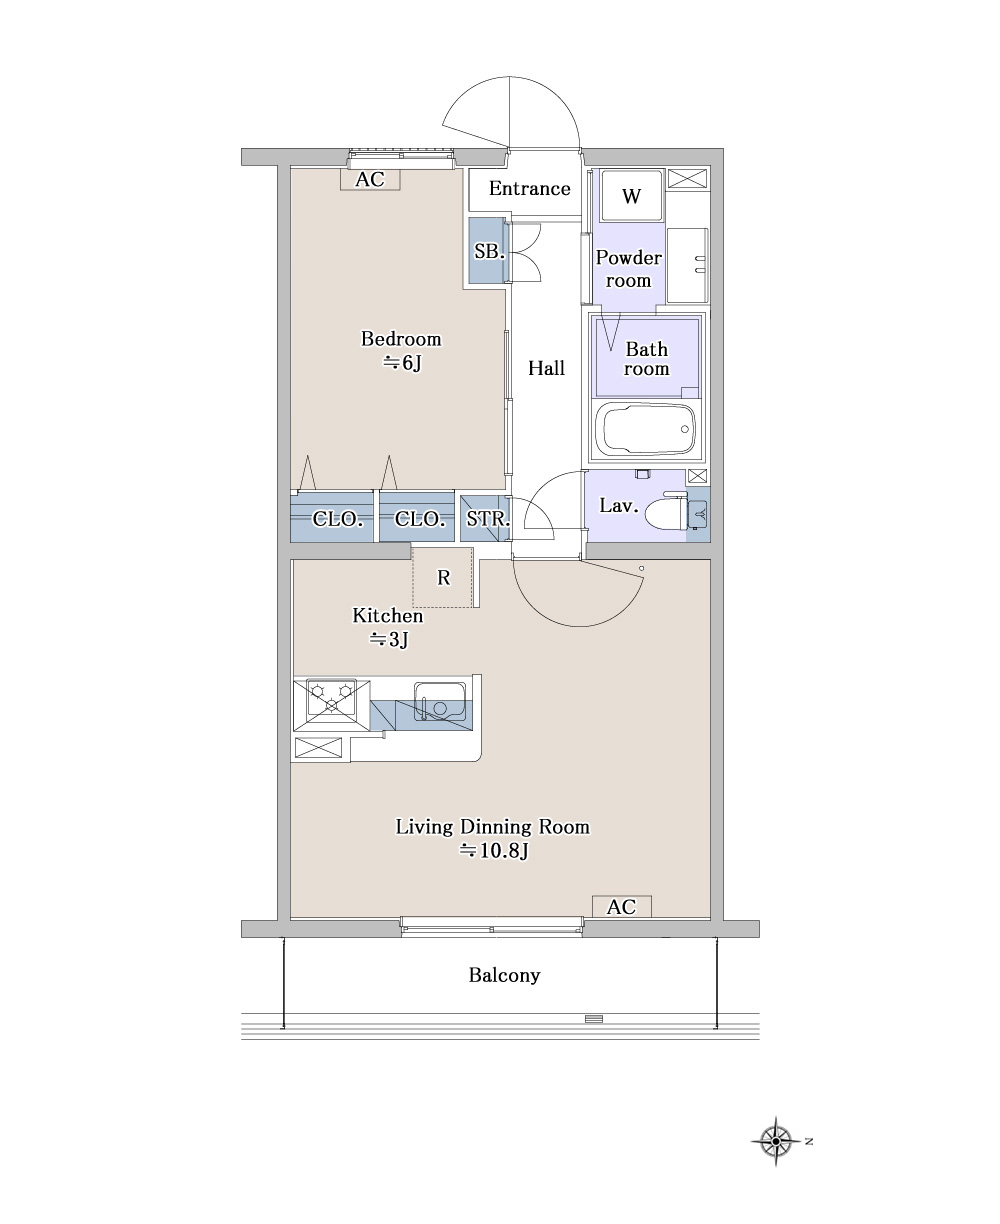 AC
Entrance
W
SB.
Powder
room
Bedroom
≒6J
Hall
Bath
room
CLO.
CLO.
STR.
Lav.
R
Kitchen
≒3J
Living Dinning Room
≒10.8J
AC
Balcony
N